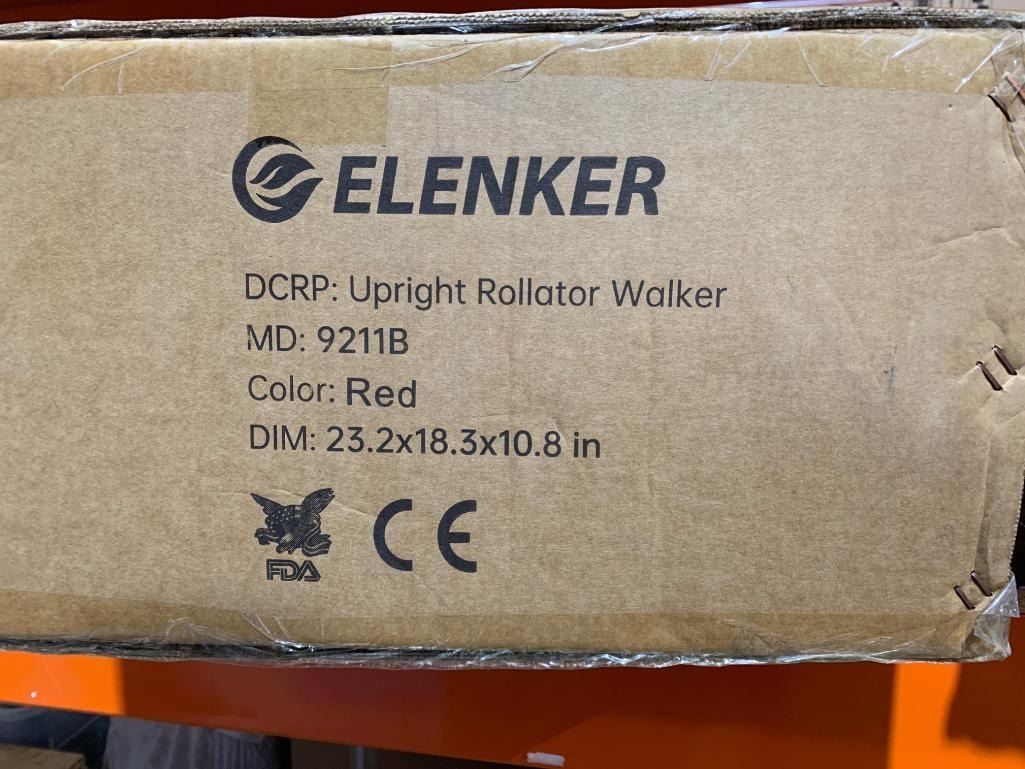 ELENKER
DCRP: Upright Rollator Walker
MD: 9211B
Color: Red
DIM: 23.2x18.3x10.8 in
FDA CE